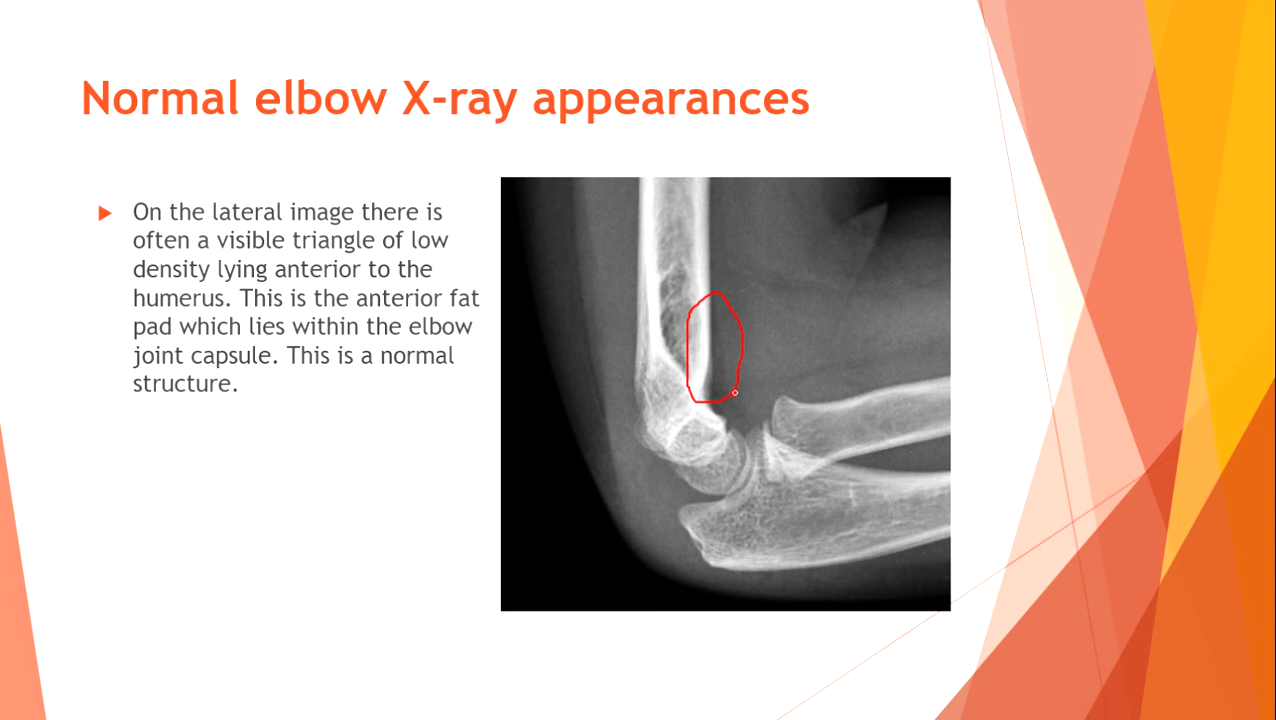 Normal elbow X-ray appearances
On the lateral image there is
often a visible triangle of low
density lying anterior to the
humerus. This is the anterior fat
pad which lies within the elbow
joint capsule. This is a normal
structure.